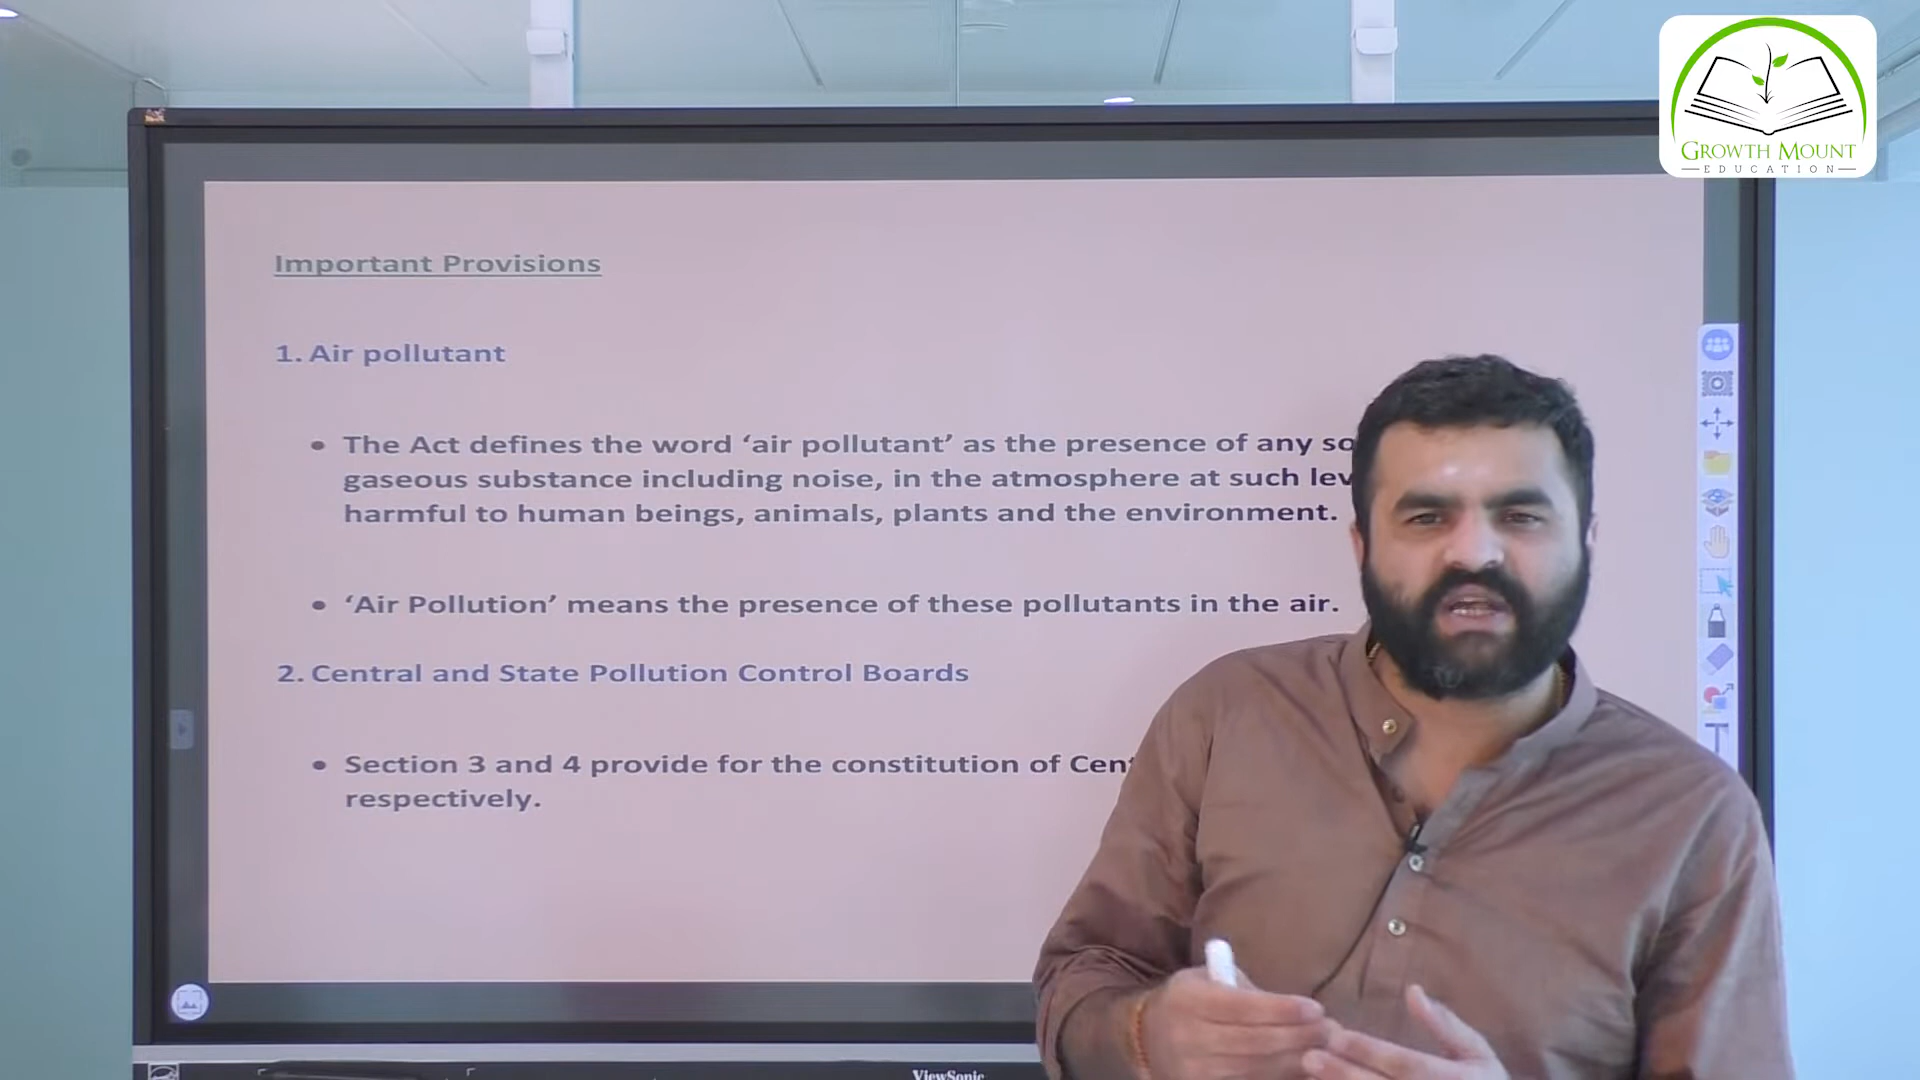 GROWTH MOUNT
EDUCATION
Important Provisions
1. Air pollutant
• The Act defines the word ‘air pollutant’ as the presence of any
gaseous substance including noise, in the atmosphere at such
harmful to human beings, animals, plants and the environment.
• ‘Air Pollution’ means the presence of these pollutants in the air.
2. Central and State Pollution Control Boards
• Section 3 and 4 provide for the constitution of
respectively.
ViewSonic